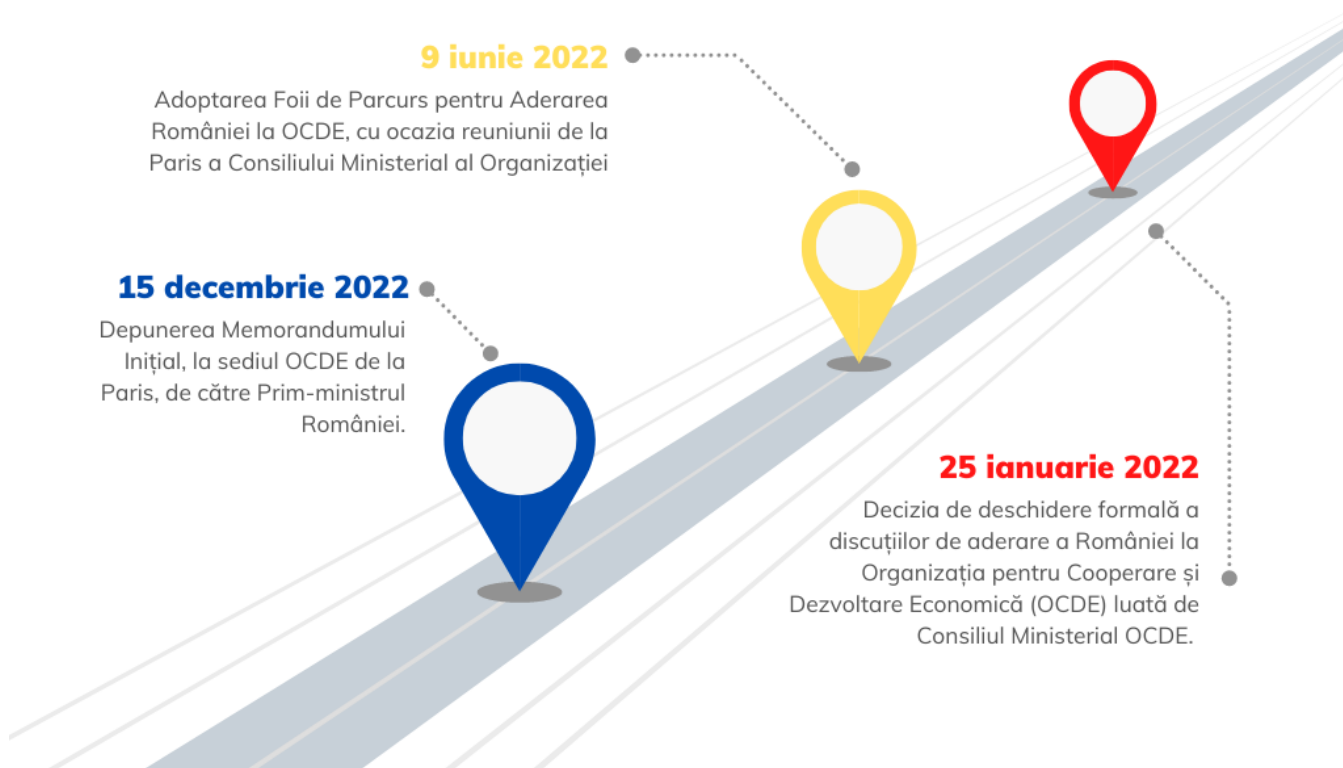 9 iunie 2022
Adoptarea Foii de Parcurs pentru Aderarea
României la OCDE, cu ocazia reuniunii de la
Paris a Consiliului Ministerial al Organizației
15 decembrie 2022
Depunerea Memorandumului
Inițial, la sediul OCDE de la
Paris, de către Prim-ministrul
României.
25 ianuarie 2022
Decizia de deschidere formală a
discuțiilor de aderare a României la
Organizația pentru Cooperare și
Dezvoltare Economică (OCDE) luată de
Consiliul Ministerial OCDE.